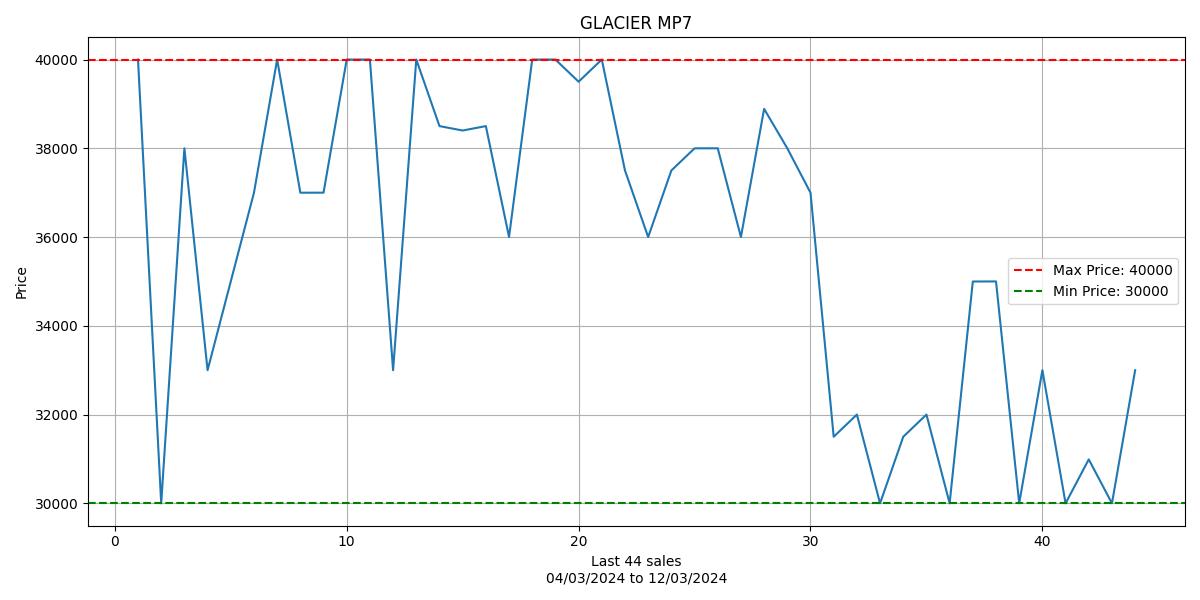 GLACIER MP7
Price
40000
38000
36000
34000
32000
30000
Max Price: 40000
Min Price: 30000
0 10 20 30 40
Last 44 sales
04/03/2024 to 12/03/2024